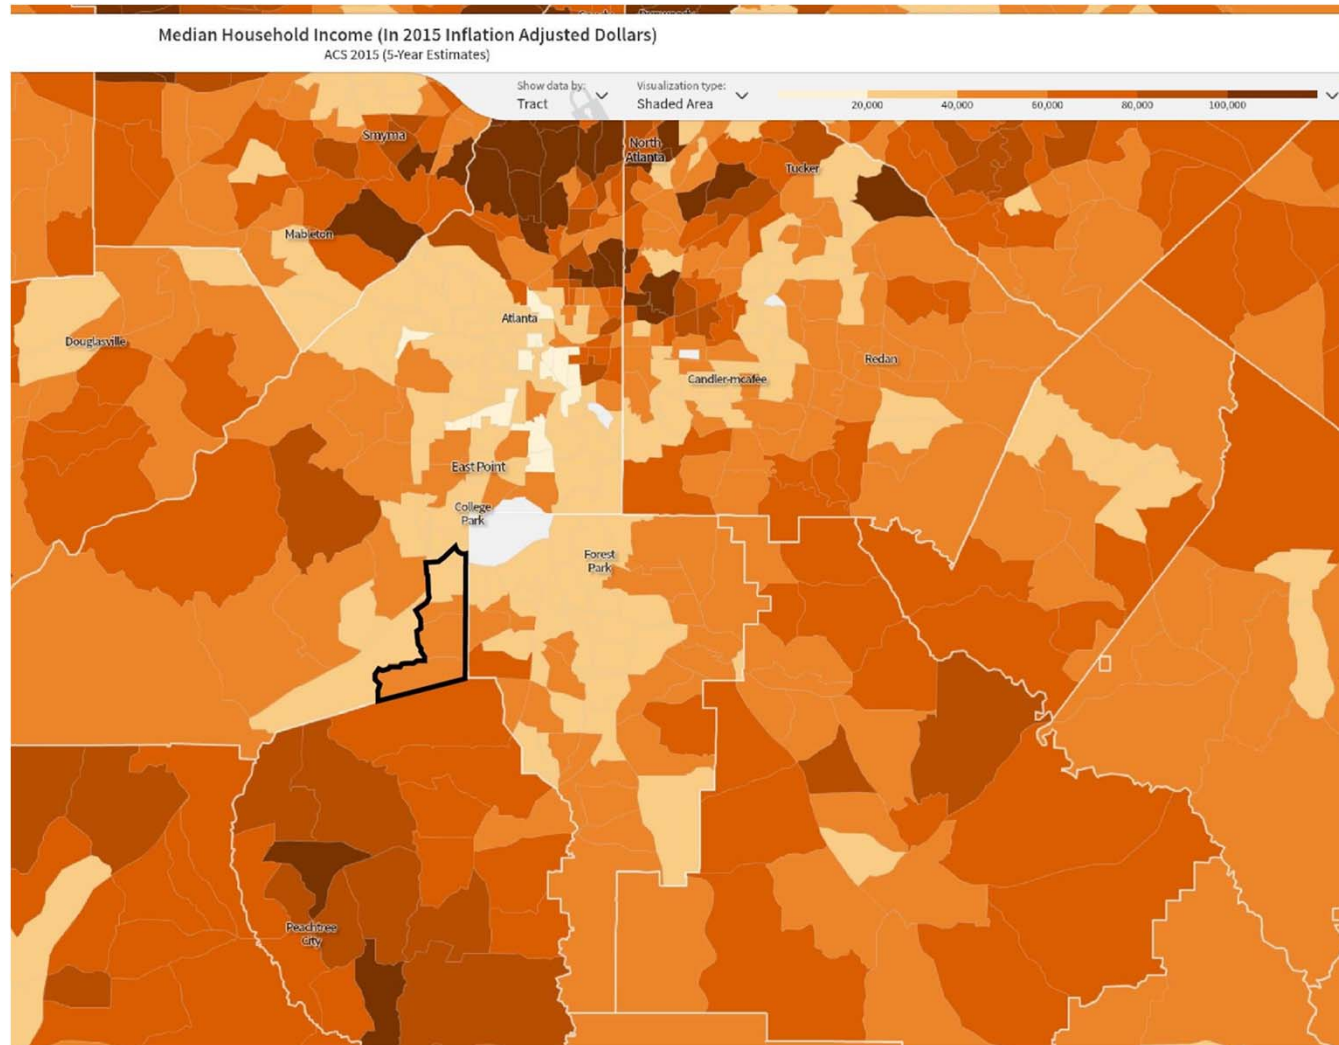 Median Household Income (In 2015 Inflation Adjusted Dollars)
ACS 2015 (5-Year Estimates)
Show data by:
Tract
Visualization type:
Shaded Area
20,000
40,000
60,000
80,000
100,000
Smyrna
North
Atlanta
Tucker
Mableton
Atlanta
Douglasville
Redan
Candler-mcafee
East Point
College
Park
Forest
Park
Peachtree
City